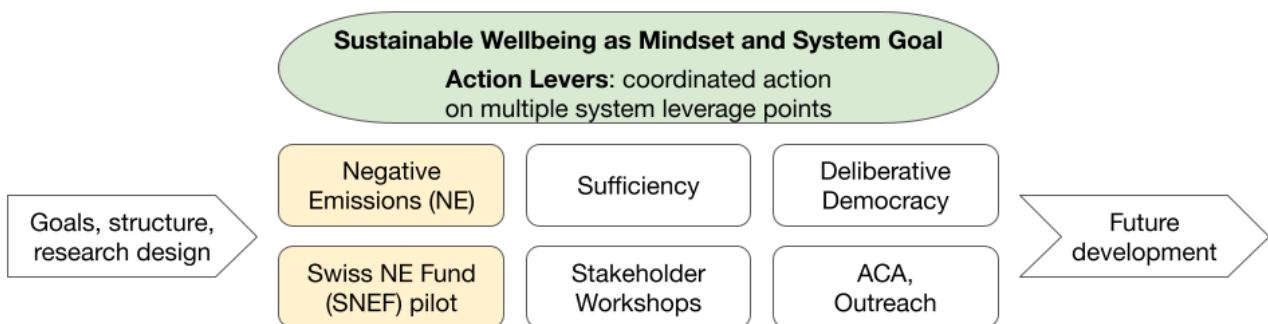 Sustainable Wellbeing as Mindset and System Goal
Action Levers: coordinated action
on multiple system leverage points
Goals, structure,
research design
Negative
Emissions (NE)
Sufficiency
Deliberative
Democracy
Swiss NE Fund
(SNEF) pilot
Stakeholder
Workshops
ACA,
Outreach
Future
development